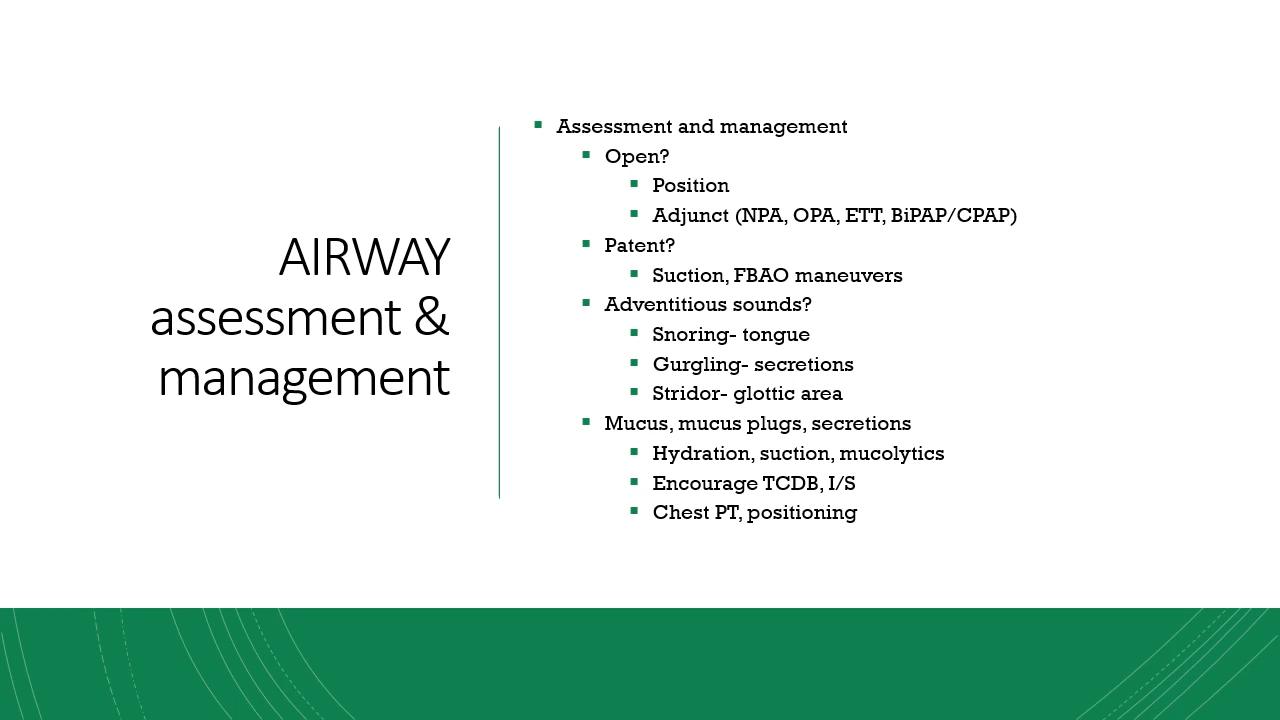 AIRWAY
assessment &
management
Assessment and management
Open?
Position
Adjunct (NPA, OPA, ETT, BiPAP/CPAP)
Patent?
Suction, FBAO maneuvers
Adventitious sounds?
Snoring- tongue
Gurgling- secretions
Stridor- glottic area
Mucus, mucus plugs, secretions
Hydration, suction, mucolytics
Encourage TCDB, I/S
Chest PT, positioning